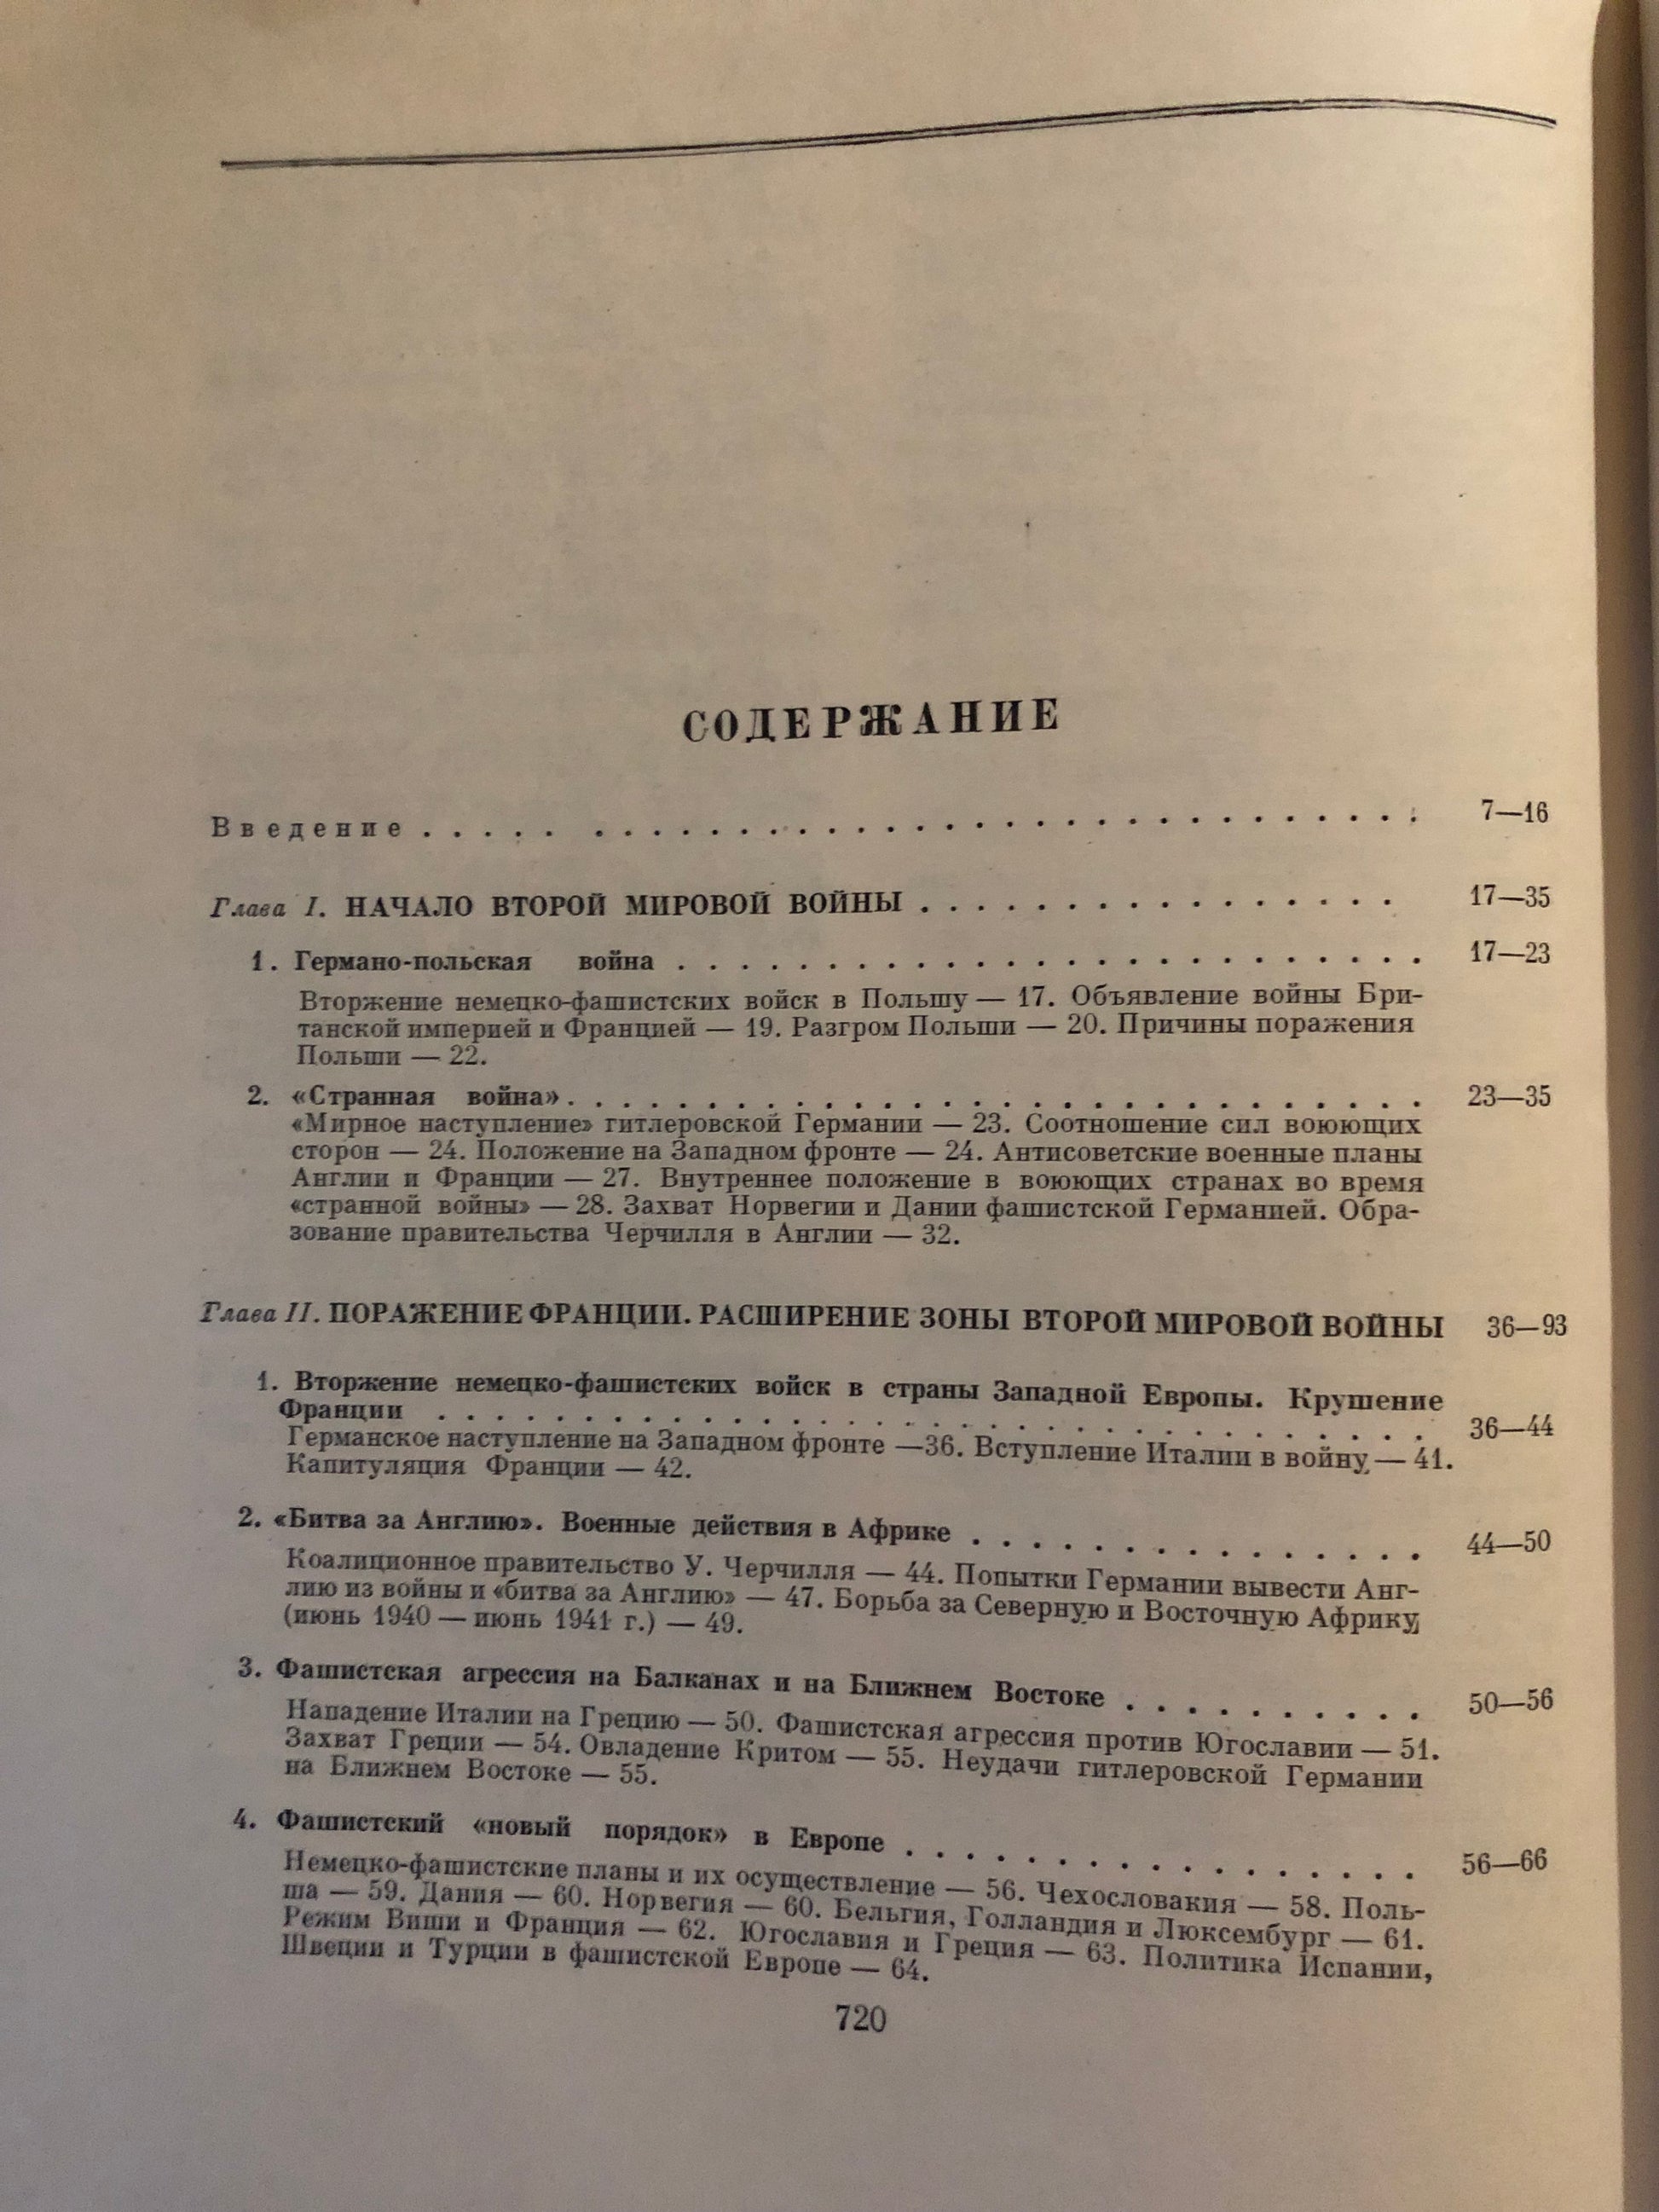 СОДЕРЖАНИЕ
Введение . . . . . . . . . . . . . . . . . . . . . . . . . . . . . . . . . . 7—16
Глава I. НАЧАЛО ВТОРОЙ МИРОВОЙ ВОЙНЫ . . . . . . . . . . . . . . . . . 17—35
1. Германо-польская война . . . . . . . . . . . . . . . . . . . . . . . . . . 17—23
Вторжение немецко-фашистских войск в Польшу — 17. Объявление войны Бри-
танской империей и Францией — 19. Разгром Польши — 20. Причины поражения
Польши — 22.
2. «Странная война» . . . . . . . . . . . . . . . . . . . . . . . . . . . . . . 23—35
«Мирное наступление» гитлеровской Германии — 23. Соотношение сил воюющих
сторон — 24. Положение на Западном фронте — 24. Антисоветские военные планы
Англии и Франции — 27. Внутреннее положение в воюющих странах во время
«странной войны» — 28. Захват Норвегии и Дании фашистской Германией. Обра-
зование правительства Черчилля в Англии — 32.
Глава II. ПОРАЖЕНИЕ ФРАНЦИИ. РАСШИРЕНИЕ ЗОНЫ ВТОРОЙ МИРОВОЙ ВОЙНЫ 36—93
1. Вторжение немецко-фашистских войск в страны Западной Европы. Крушение
Франции . . . . . . . . . . . . . . . . . . . . . . . . . . . . . . . . . . 36—44
Германское наступление на Западном фронте —36. Вступление Италии в войну — 41.
Капитуляция Франции — 42.
2. «Битва за Англию». Военные действия в Африке . . . . . . . . . . . . . . . . 44—50
Коалиционное правительство У. Черчилля — 44. Попытки Германии вывести Анг-
лию из войны и «битва за Англию» — 47. Борьба за Северную и Восточную Африку
(июнь 1940 — июнь 1941 г.) — 49.
3. Фашистская агрессия на Балканах и на Ближнем Востоке . . . . . . . . . . . 50—56
Нападение Италии на Грецию — 50. Фашистская агрессия против Югославии — 51.
Захват Греции — 54. Овладение Критом — 55. Неудачи гитлеровской Германии
на Ближнем Востоке — 55.
4. Фашистский «новый порядок» в Европе . . . . . . . . . . . . . . . . . . 56—66
Немецко-фашистские планы и их осуществление — 56. Чехословакия — 58. Поль-
ша — 59. Дания — 60. Норвегия — 60. Бельгия, Голландия и Люксембург — 61.
Режим Виши и Франция — 62. Югославия и Греция — 63. Политика Испании,
Швеции и Турции в фашистской Европе — 64.
720